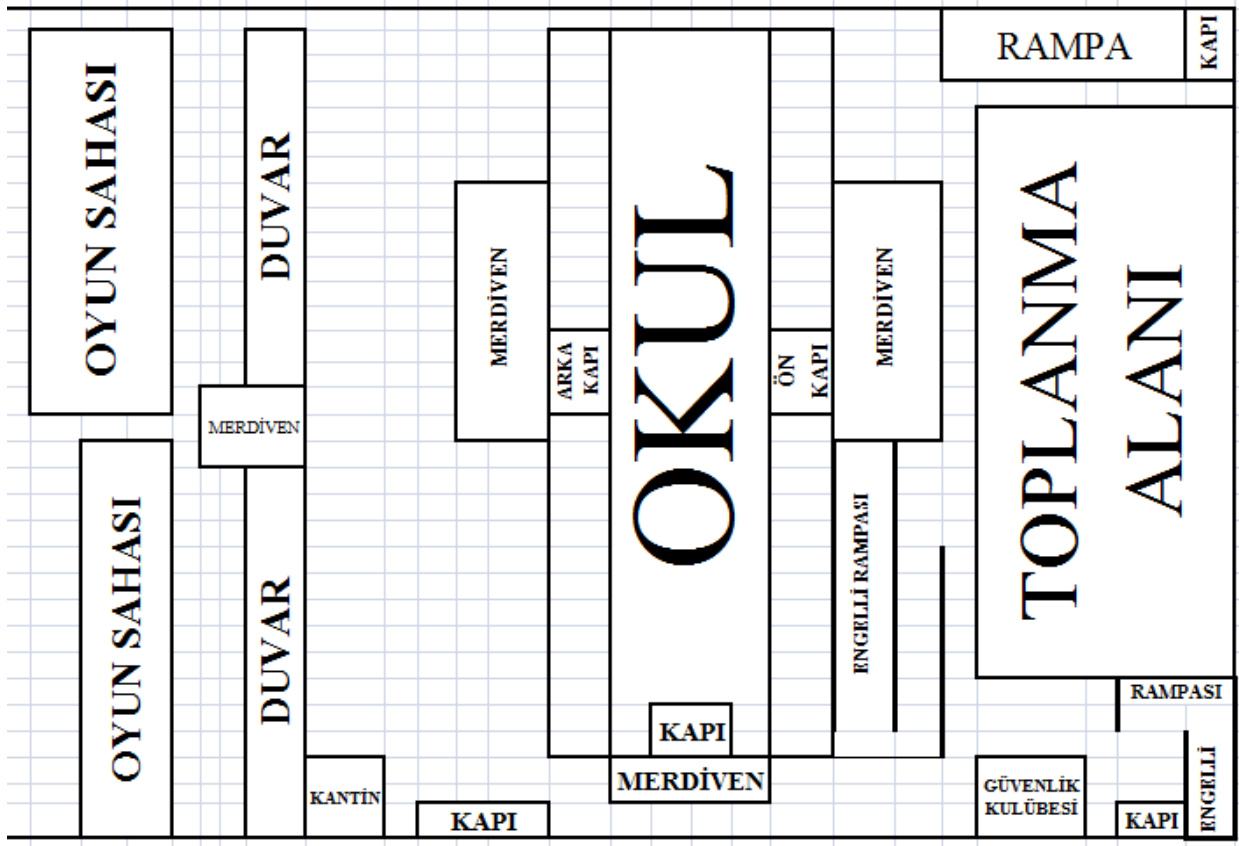 RAMPA
KAPI
OYUN SAHASI
DUVAR
MERDİVEN
ARKA
KAPI
OKUL
ÖN
KAPI
MERDİVEN
TOPLANMA
ALANI
MERDİVEN
OYUN SAHASI
DUVAR
ENGELLİ RAMPASI
KAPI
MERDİVEN
KANTİN
KAPI
RAMPASI
ENGELLİ
GÜVENLİK
KULÜBESİ
KAPI